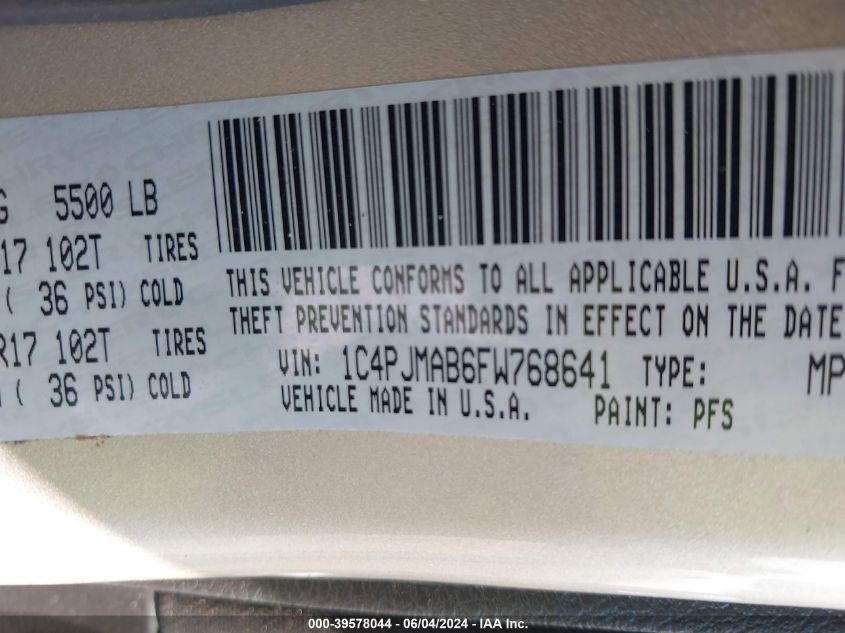 G 5500 LB
17 102T TIRES
( 36 PSI) COLD
R17 102T TIRES
( 36 PSI) COLD
THIS VEHICLE CONFORMS TO ALL APPLICABLE U.S.A. F
THEFT PREVENTION STANDARDS IN EFFECT ON THE DATE
VIN: 1C4PJMAB6FW768641 TYPE: MP
VEHICLE MADE IN U.S.A. PAINT: PFS
000-39578044 - 06/04/2024 - IAA Inc.